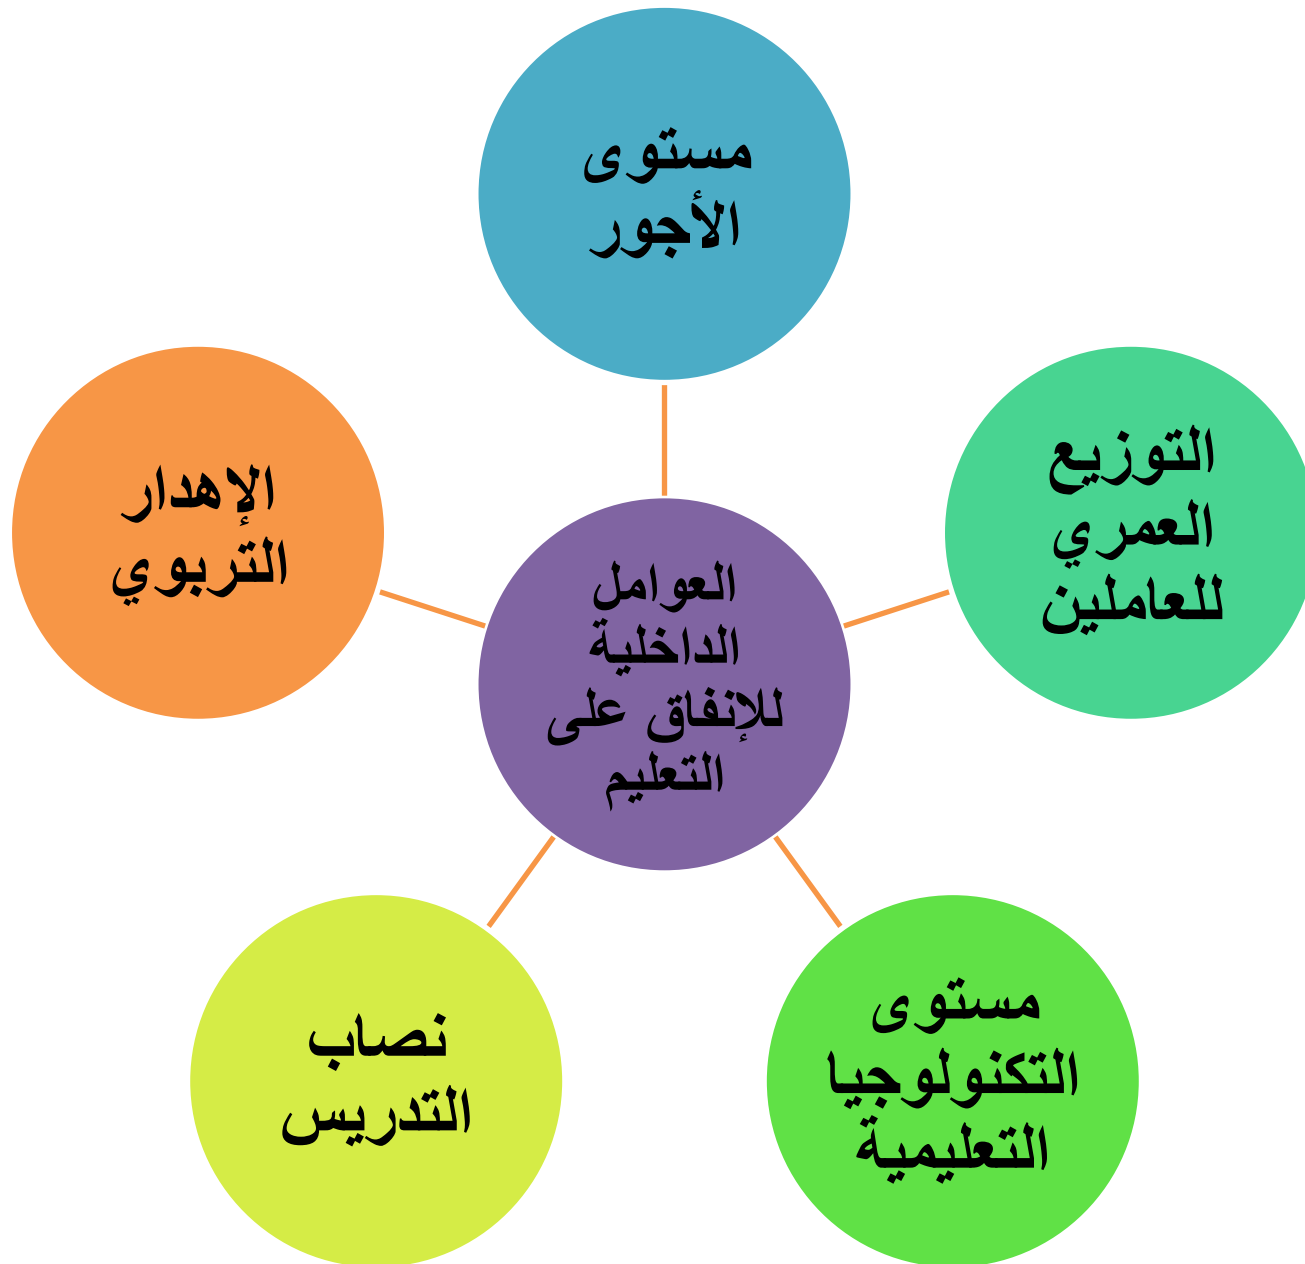 مستوى
الأجور
التوزيع
العمري
للعاملين
مستوى
التكنولوجيا
التعليمية
نصاب
التدريس
الإهدار
التربوي
العوامل
الداخلية
للإنفاق على
التعليم